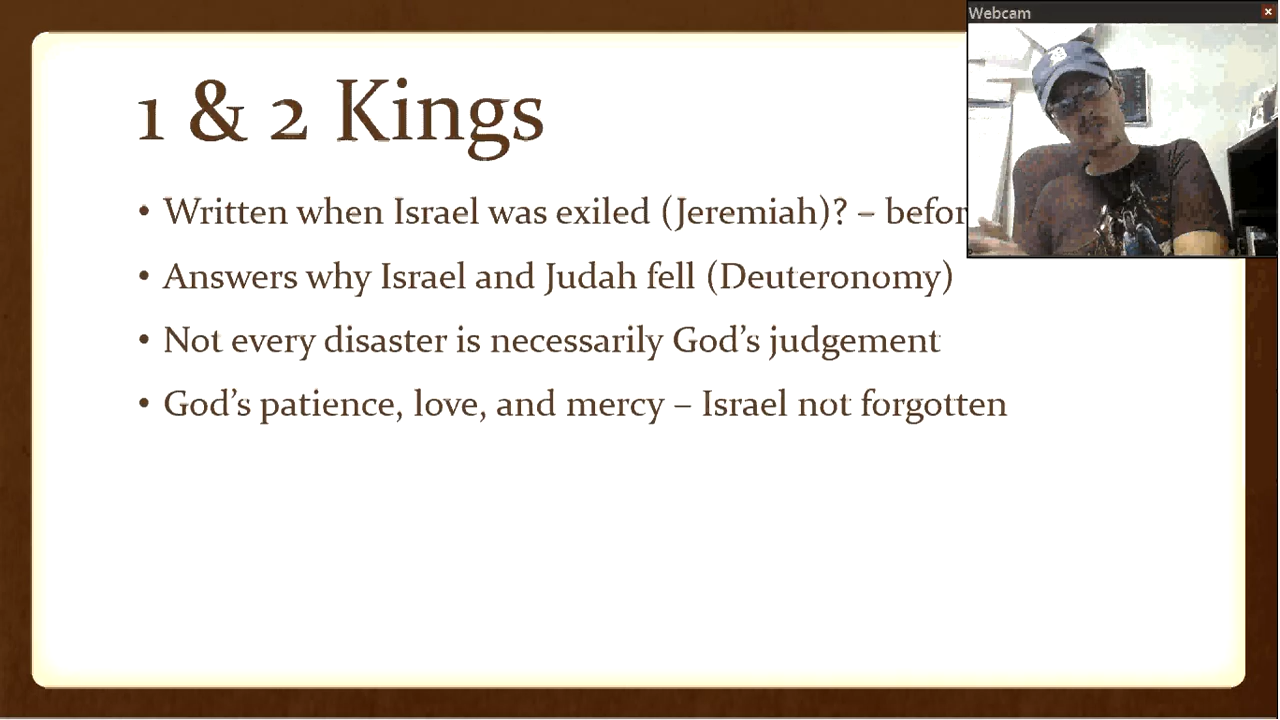 Webcam
1 & 2 Kings
• Written when Israel was exiled (Jeremiah)? – befor
• Answers why Israel and Judah fell (Deuteronomy)
• Not every disaster is necessarily God’s judgement
• God’s patience, love, and mercy – Israel not forgotten